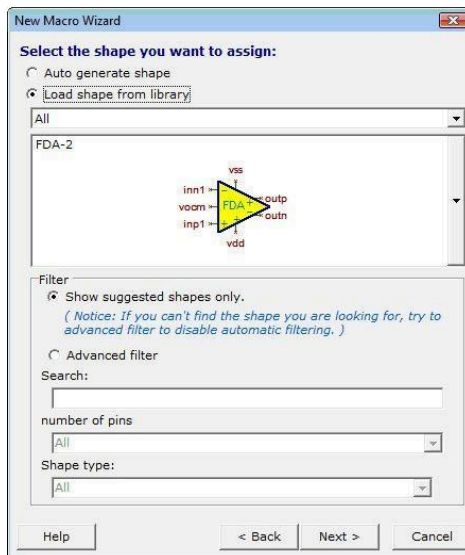 New Macro Wizard
Select the shape you want to assign:
Auto generate shape
Load shape from library
All
FDA-2
vss
inn1
outp
vocm
FDA
outn
inp1
vdd
Filter
Show suggested shapes only.
( Notice: If you can't find the shape you are looking for, try to
advanced filter to disable automatic filtering. )
Advanced filter
Search:
number of pins
All
Shape type:
All
Help
< Back
Next >
Cancel